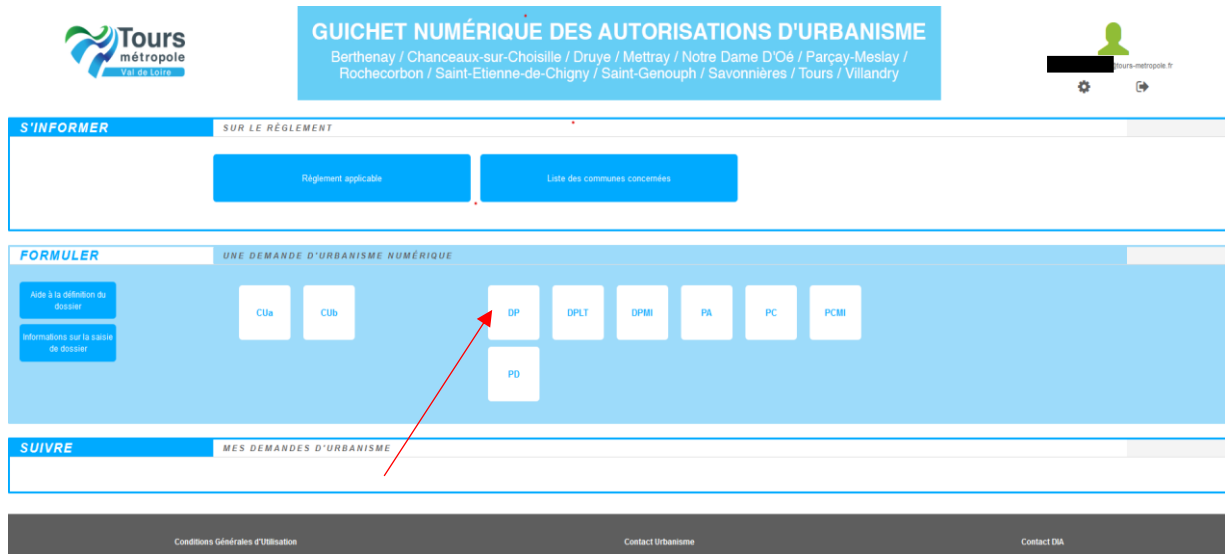 Tours
métropole
Val de Loire
GUICHET NUMÉRIQUE DES AUTORISATIONS D'URBANISME
Berthenay / Chanceaux-sur-Choisille / Druye / Mettray / Notre Dame D'Oé / Parçay-Meslay /
Rochecorbon / Saint-Etienne-de-Chigny / Saint-Genouph / Savonnières / Tours / Villandry
@tours-metropole.fr
S'INFORMER
SUR LE RÈGLEMENT
Règlement applicable
Liste des communes concernées
FORMULER
UNE DEMANDE D'URBANISME NUMÉRIQUE
Aide à la définition du
dossier
Informations sur la saisie
de dossier
CUa
CUb
DP
DPLT
DPMI
PA
PC
PCMI
PD
SUIVRE
MES DEMANDES D'URBANISME
Conditions Générales d'Utilisation
Contact Urbanisme
Contact DIA